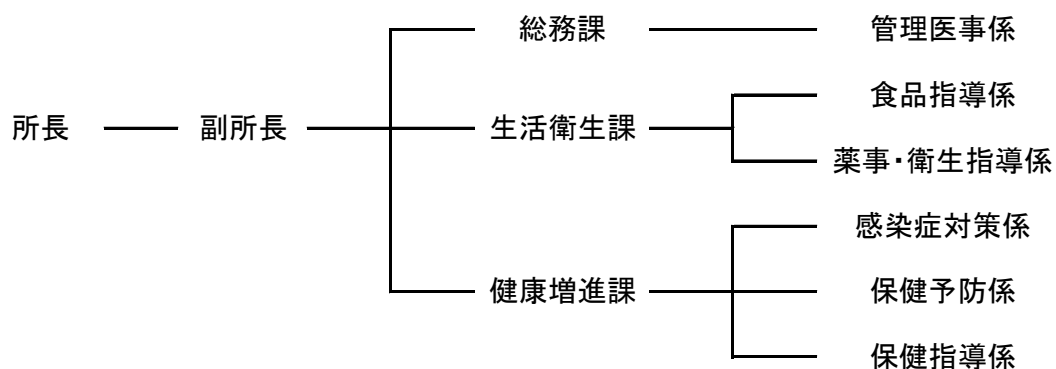 総務課
管理医事係
食品指導係
所長
副所長
生活衛生課
薬事・衛生指導係
感染症対策係
健康増進課
保健予防係
保健指導係